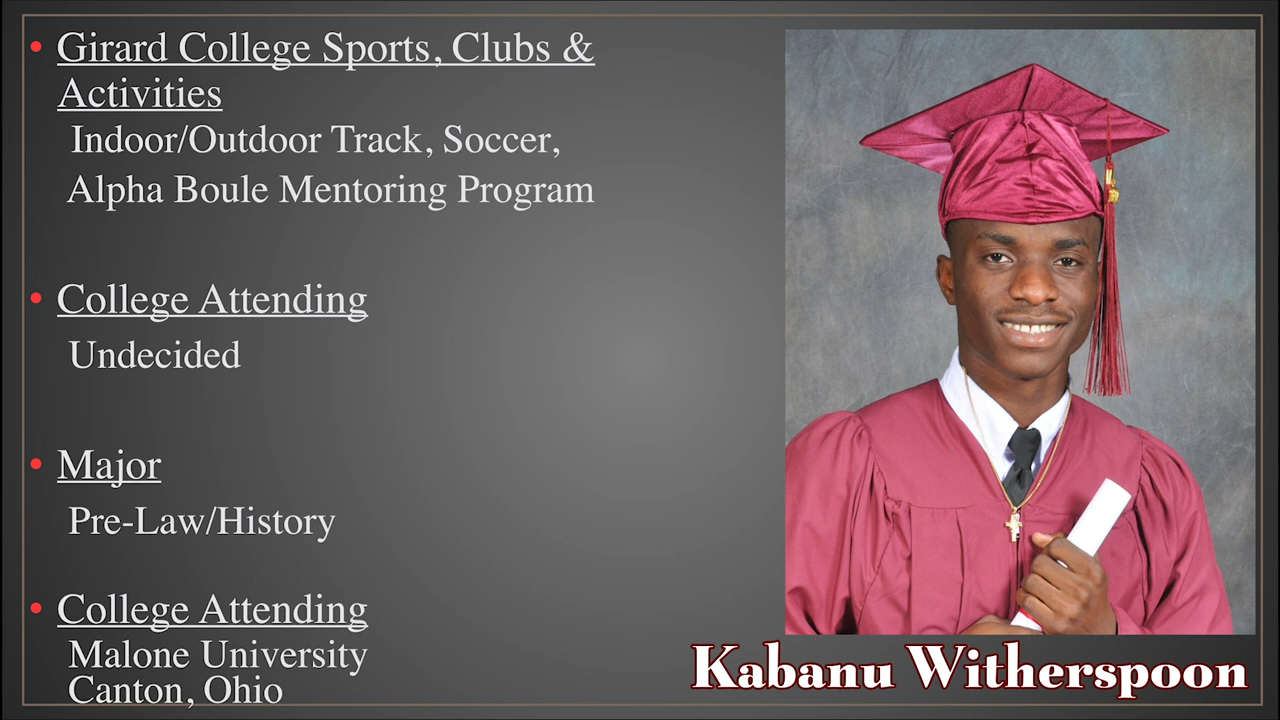 Girard College Sports, Clubs &
Activities
Indoor/Outdoor Track, Soccer,
Alpha Boule Mentoring Program
College Attending
Undecided
Major
Pre-Law/History
College Attending
Malone University
Canton, Ohio
Kabanu Witherspoon